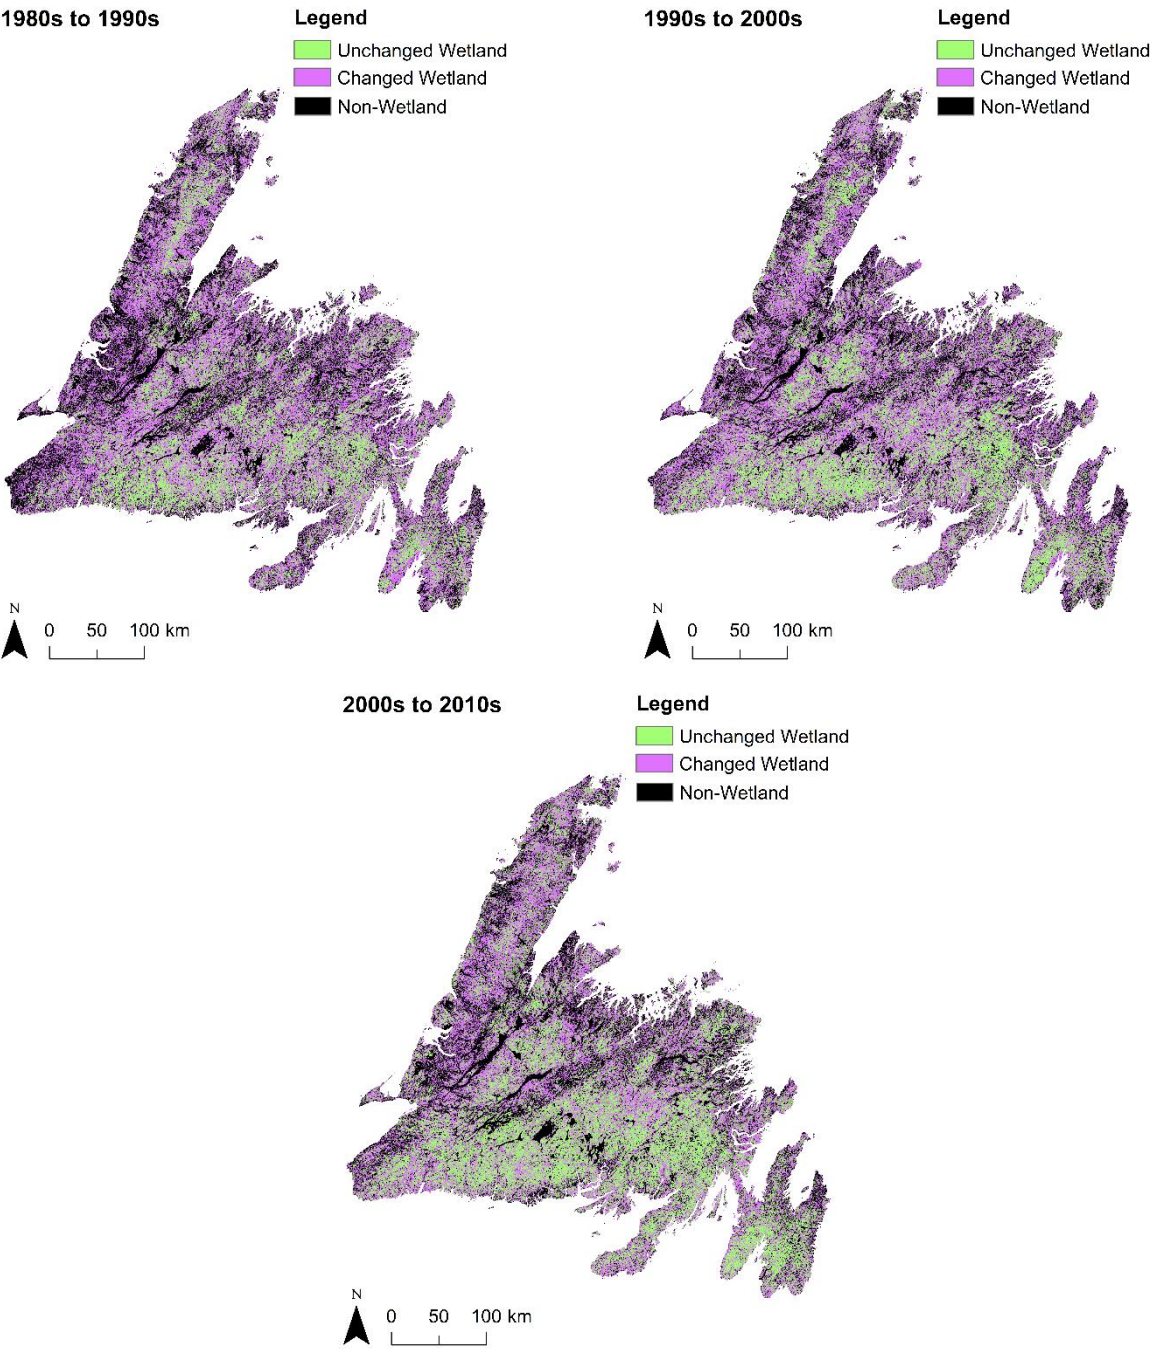 1980s to 1990s
Legend
Unchanged Wetland
Changed Wetland
Non-Wetland
N
0 50 100 km
1990s to 2000s
Legend
Unchanged Wetland
Changed Wetland
Non-Wetland
N
0 50 100 km
2000s to 2010s
Legend
Unchanged Wetland
Changed Wetland
Non-Wetland
N
0 50 100 km